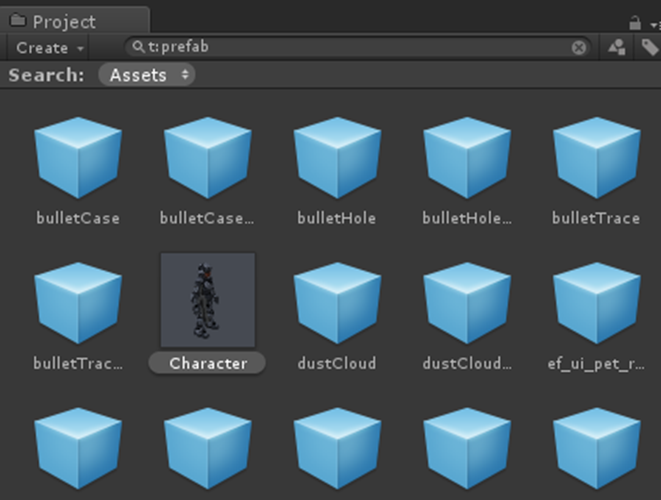 Project
Create
t:prefab
Search: Assets
bulletCase bulletCase... bulletHole bulletHole... bulletTrace
bulletTrac... Character dustCloud dustCloud... ef_ui_pet_r...